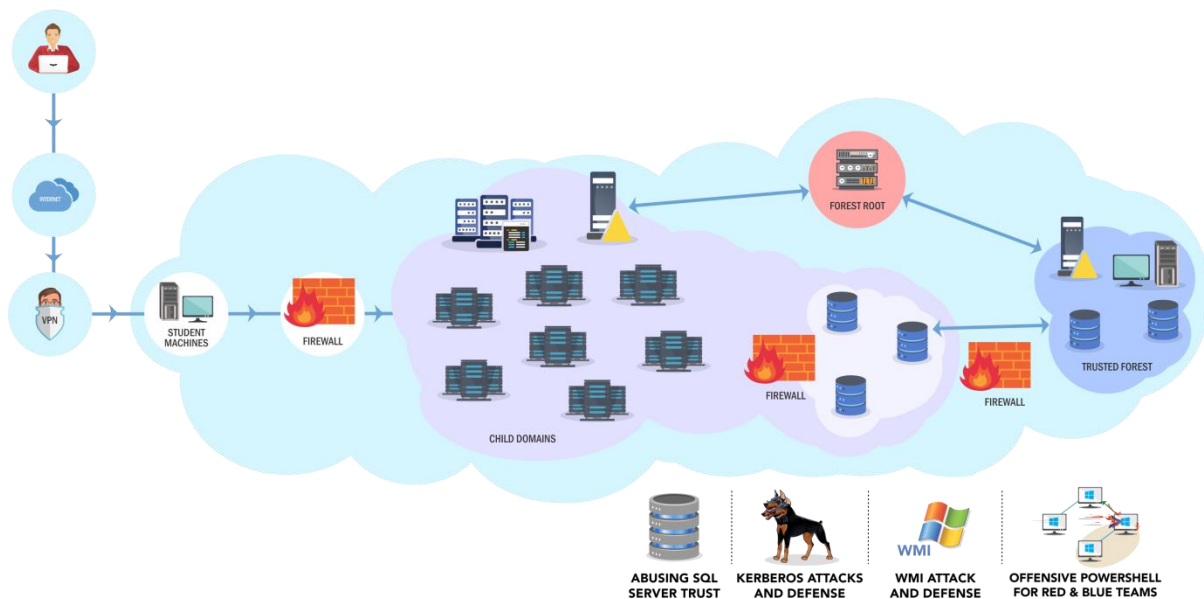 INTERNET
VPN
STUDENT
MACHINES
FIREWALL
CHILD DOMAINS
FOREST ROOT
FIREWALL
FIREWALL
TRUSTED FOREST
ABUSING SQL
SERVER TRUST
KERBEROS ATTACKS
AND DEFENSE
WMI
WMI ATTACK
AND DEFENSE
OFFENSIVE POWERSHELL
FOR RED & BLUE TEAMS